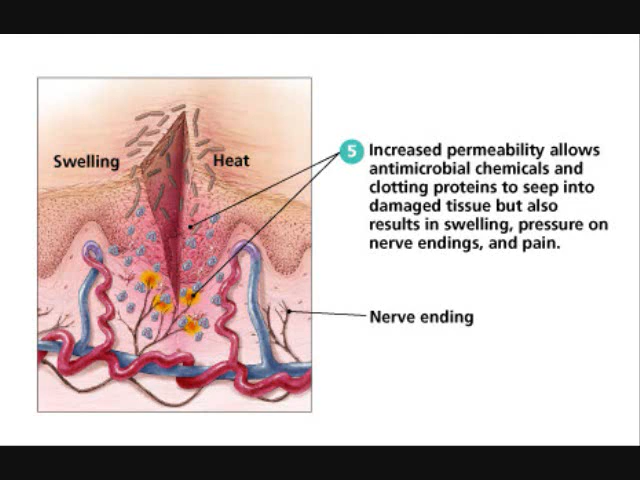 Swelling
Heat
5
Increased permeability allows
antimicrobial chemicals and
clotting proteins to seep into
damaged tissue but also
results in swelling, pressure on
nerve endings, and pain.
Nerve ending